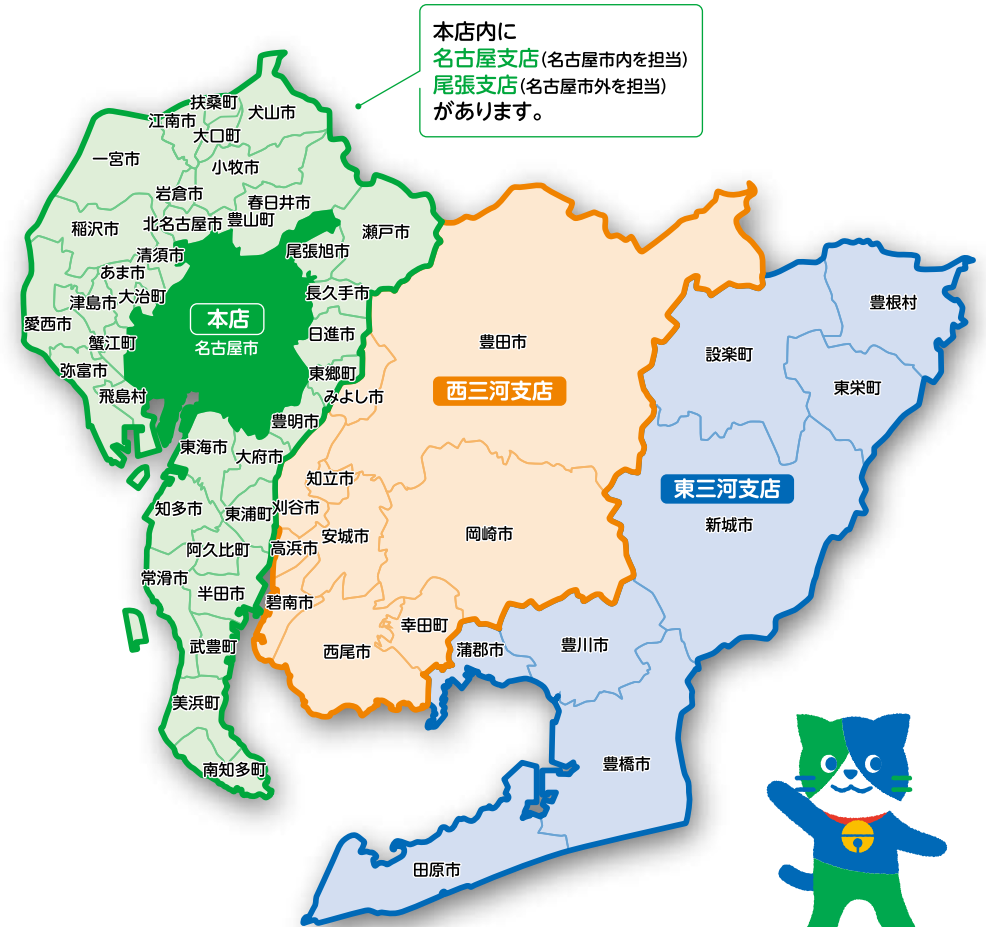 本店内に
名古屋支店(名古屋市内を担当)
尾張支店(名古屋市外を担当)
があります。
扶桑町
犬山市
江南市
大口町
一宮市
小牧市
岩倉市
春日井市
稲沢市
北名古屋市
豊山町
瀬戸市
清須市
尾張旭市
あま市
津島市
大治町
長久手市
愛西市
本店
名古屋市
日進市
蟹江町
弥富市
東郷町
飛島村
みよし市
豊明市
東海市
大府市
豊田市
西三河支店
豊根村
設楽町
東栄町
東三河支店
新城市
知立市
知多市
東浦町
刈谷市
安城市
岡崎市
高浜市
阿久比町
常滑市
半田市
碧南市
幸田町
武豊町
西尾市
蒲郡市
豊川市
美浜町
南知多町
豊橋市
田原市